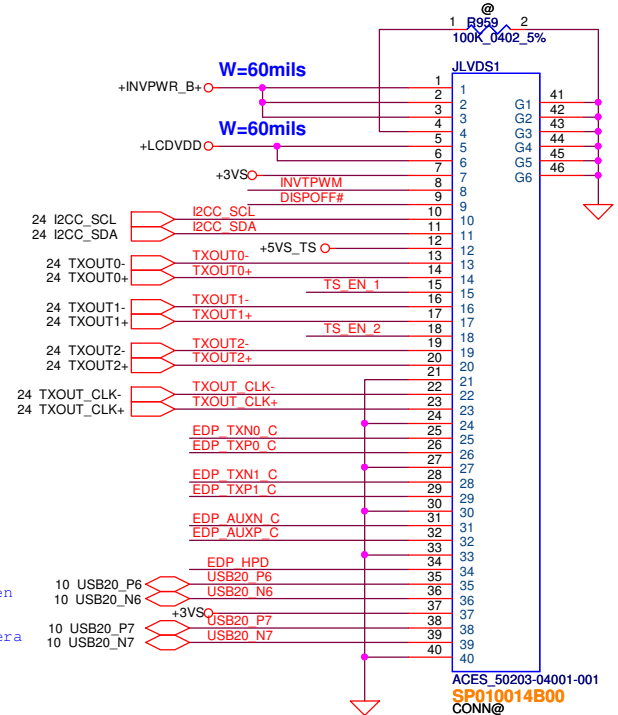 @
1 R959 2
100K_0402_5%
JLVDS1
W=60mils
+INVPWR_B+
W=60mils
+LCDVDD
+3VS
INVTPWM
DISPOFF#
24 I2CC_SCL I2CC_SCL
24 I2CC_SDA I2CC_SDA
+5VS_TS
24 TXOUT0- TXOUT0-
24 TXOUT0+ TXOUT0+
TS_EN_1
24 TXOUT1- TXOUT1-
24 TXOUT1+ TXOUT1+
TS_EN_2
24 TXOUT2- TXOUT2-
24 TXOUT2+ TXOUT2+
24 TXOUT_CLK- TXOUT_CLK-
24 TXOUT_CLK+ TXOUT_CLK+
EDP_TXN0_C
EDP_TXP0_C
EDP_TXN1_C
EDP_TXP1_C
EDP_AUXN_C
EDP_AUXP_C
EDP_HPD
10 USB20_P6 USB20_P6
en
10 USB20_N6 USB20_N6
+3VS
10 USB20_P7 USB20_P7
era
10 USB20_N7 USB20_N7
1 1
2 2
3 3
4 4
5 5
6 6
7 7
8 8
9 9
10 10
11 11
12 12
13 13
14 14
15 15
16 16
17 17
18 18
19 19
20 20
21 21
22 22
23 23
24 24
25 25
26 26
27 27
28 28
29 29
30 30
31 31
32 32
33 33
34 34
35 35
36 36
37 37
38 38
39 39
40 40
G1 41
G2 42
G3 43
G4 44
G5 45
G6 46
ACES_50203-04001-001
SP010014B00
CONN@